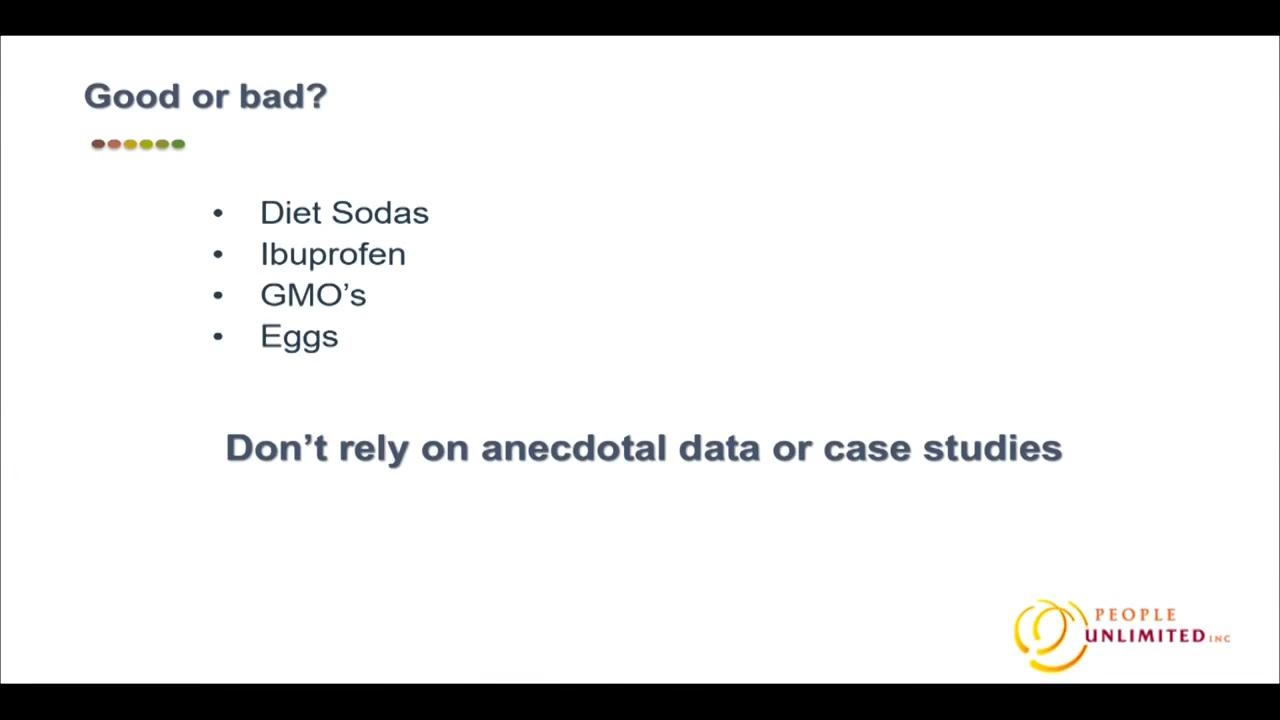 Good or bad?
• Diet Sodas
• Ibuprofen
• GMO’s
• Eggs
Don’t rely on anecdotal data or case studies
PEOPLE
UNLIMITED INC